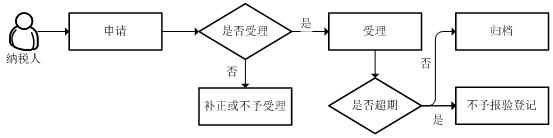 纳税人
申请
是否受理
是
受理
否
补正或不予受理
是否超期
否
归档
是
不予报验登记